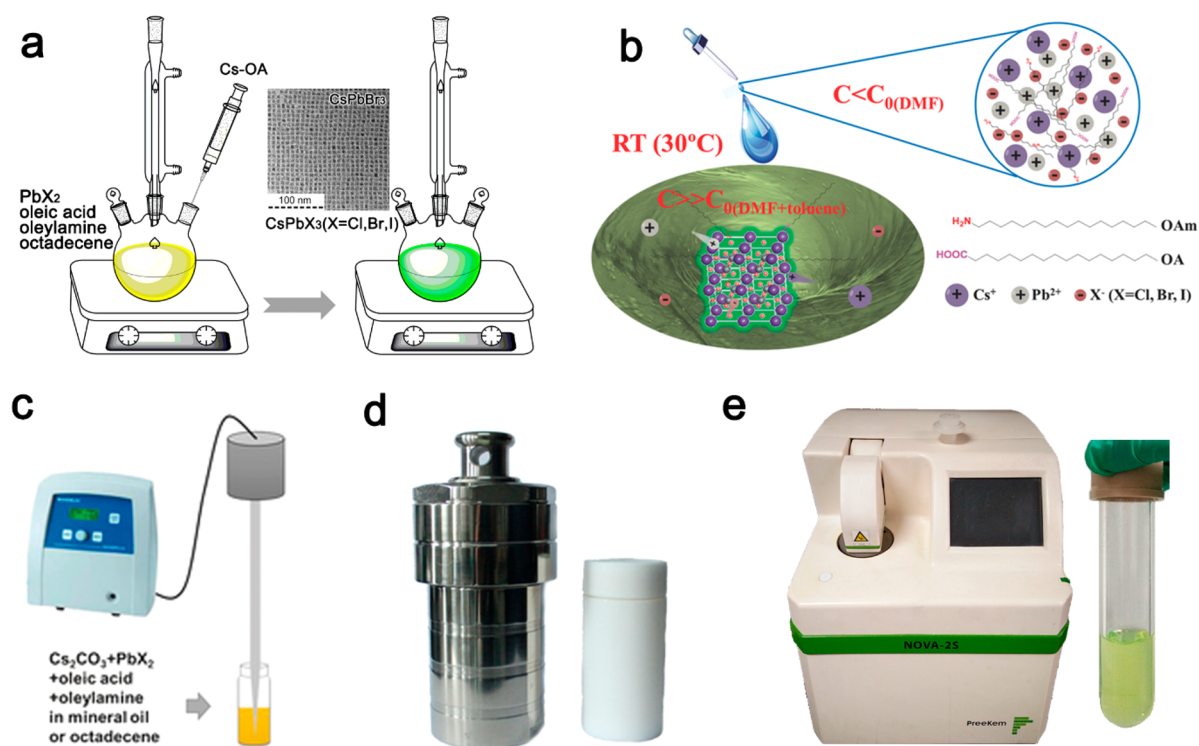 a
Cs-OA
PbX₂
oleic acid
oleylamine
octadecene
CsPbBr₃
100 nm
CsPbX₃(X=Cl,Br,I)
b
RT (30ºC)
C<C₀(DMF)
C>>C₀(DMF+toluene)
H₂N
OAm
HOOC
OA
Cs⁺
Pb²⁺
X⁻ (X=Cl, Br, I)
c
Cs₂CO₃+PbX₂
+oleic acid
+oleylamine
in mineral oil
or octadecene
d
e
NOVA-2S
PreeKem